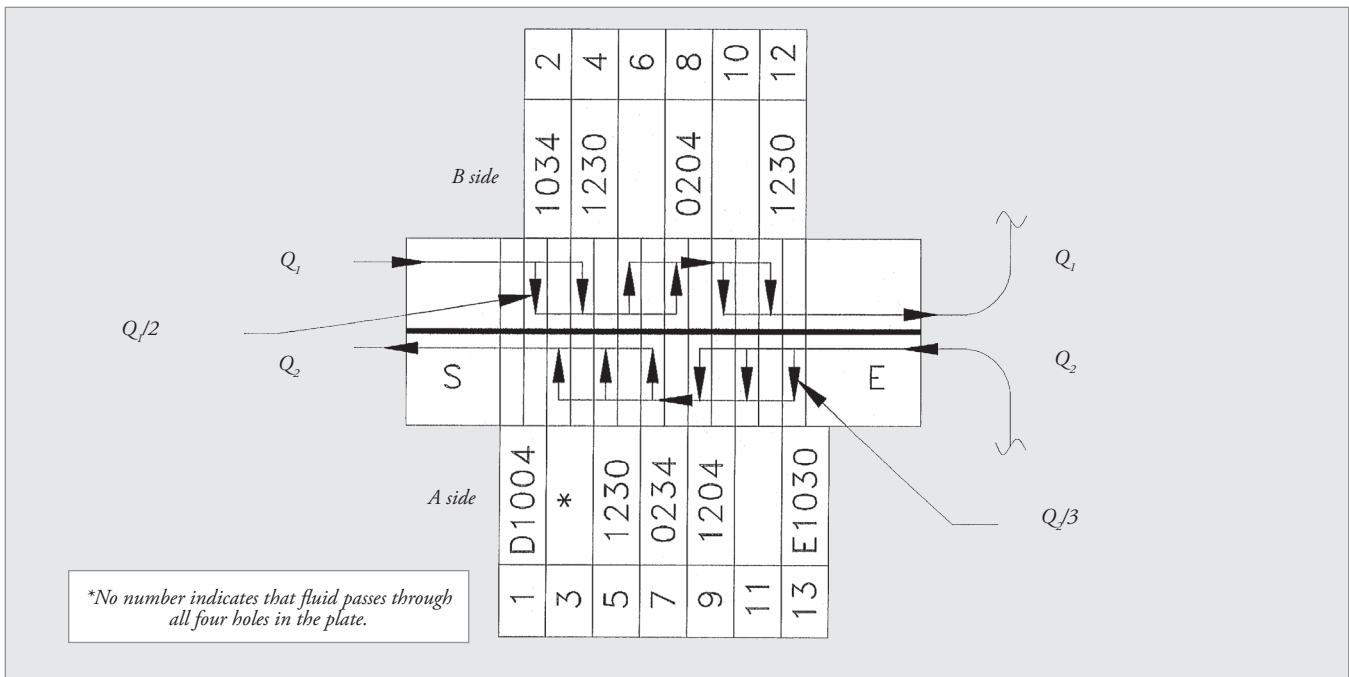 2 4 6 8 10 12
1034 1230 0204 1230
B side
Q1 Q1
Q1/2
Q2 Q2
S E
A side
D1004 * 1230 0234 1204 E1030
Q2/3
1 3 5 7 9 11 13
*No number indicates that fluid passes through
all four holes in the plate.